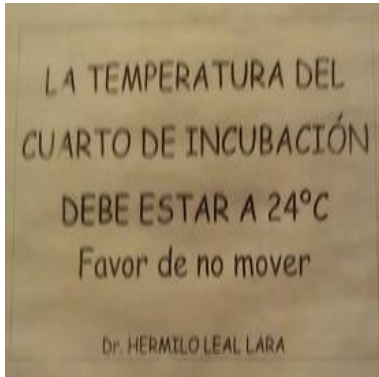 LA TEMPERATURA DEL
CUARTO DE INCUBACIÓN
DEBE ESTAR A 24°C
Favor de no mover
Dr. HERMILO LEAL LARA